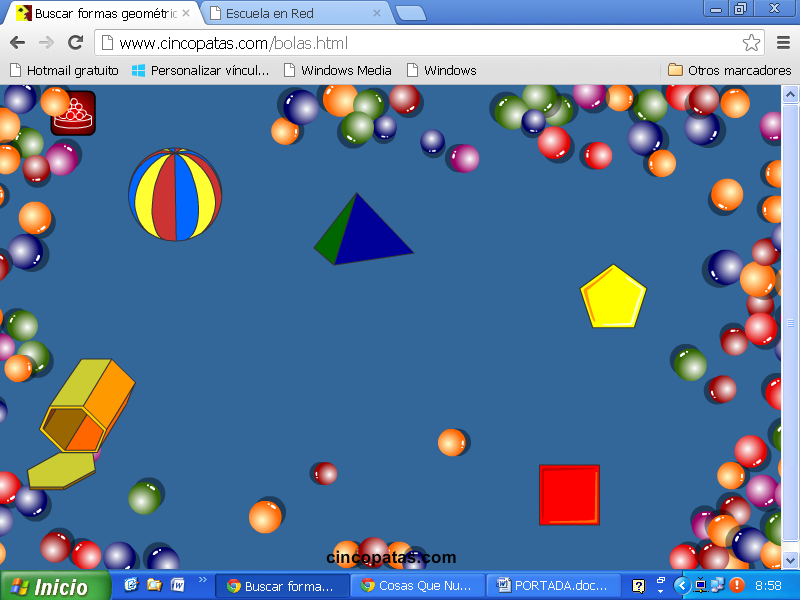 Buscar formas geométric
Escuela en Red
www.cincopatas.com/bolas.html
Hotmail gratuito
Personalizar víncul...
Windows Media
Windows
Otros marcadores
cincopatas.com
Inicio
Buscar forma...
Cosas Que Nu...
PORTADA.doc...
8:58